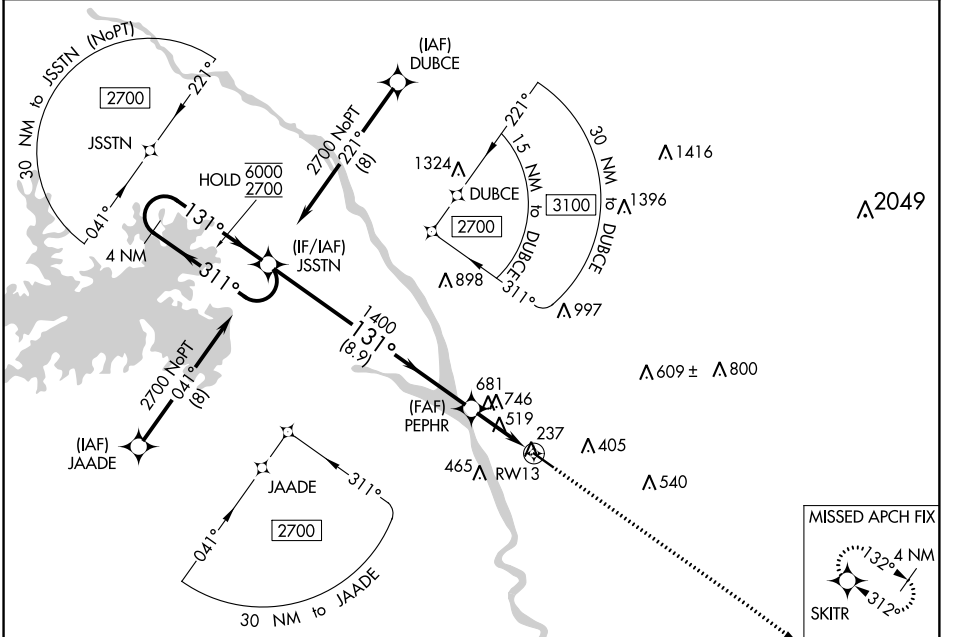 30 NM to JSSTN (NoPT)
2700
221°
JSSTN
041°
(IAF)
DUBCE
2700 NoPT
221°
(8)
HOLD 6000
2700
131°
4 NM
311°
(IF/IAF)
JSSTN
221°
15 NM to DUBCE
30 NM to DUBCE
1324
DUBCE
2700
3100
311°
1416
1396
2049
898
997
1400
131°
(8.9)
2700 NoPT
041°
(8)
(IAF)
JAADE
(FAF)
PEPHR
681
746
519
237
465
RW13
609 ±
800
405
540
JAADE
311°
041°
2700
30 NM to JAADE
MISSED APCH FIX
132°
4 NM
312°
SKITR